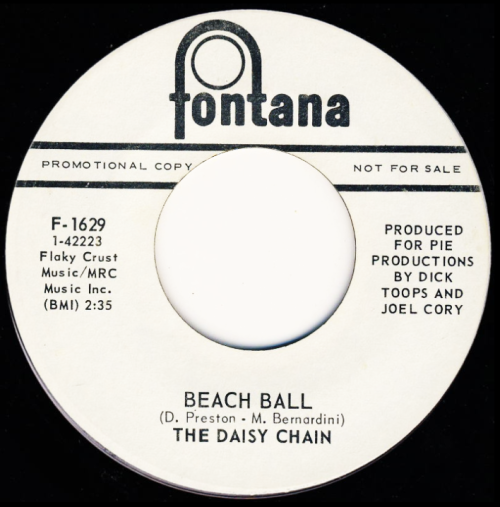 fontana
PROMOTIONAL COPY
NOT FOR SALE
F-1629
1-42223
Flaky Crust
Music/MRC
Music Inc.
(BMI) 2:35
PRODUCED
FOR PIE
PRODUCTIONS
BY DICK
TOOPS AND
JOEL CORY
BEACH BALL
(D. Preston - M. Bernardini)
THE DAISY CHAIN